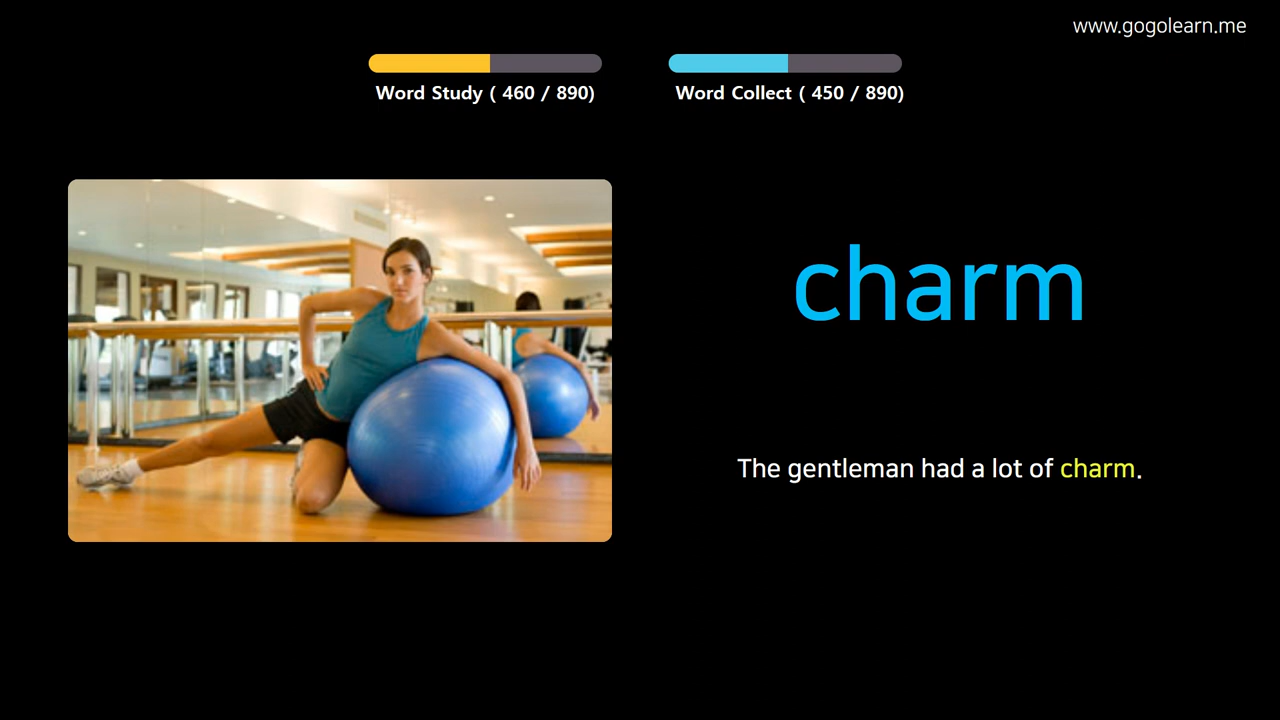 www.gogolearn.me
Word Study ( 460 / 890)
Word Collect ( 450 / 890)
charm
The gentleman had a lot of charm.